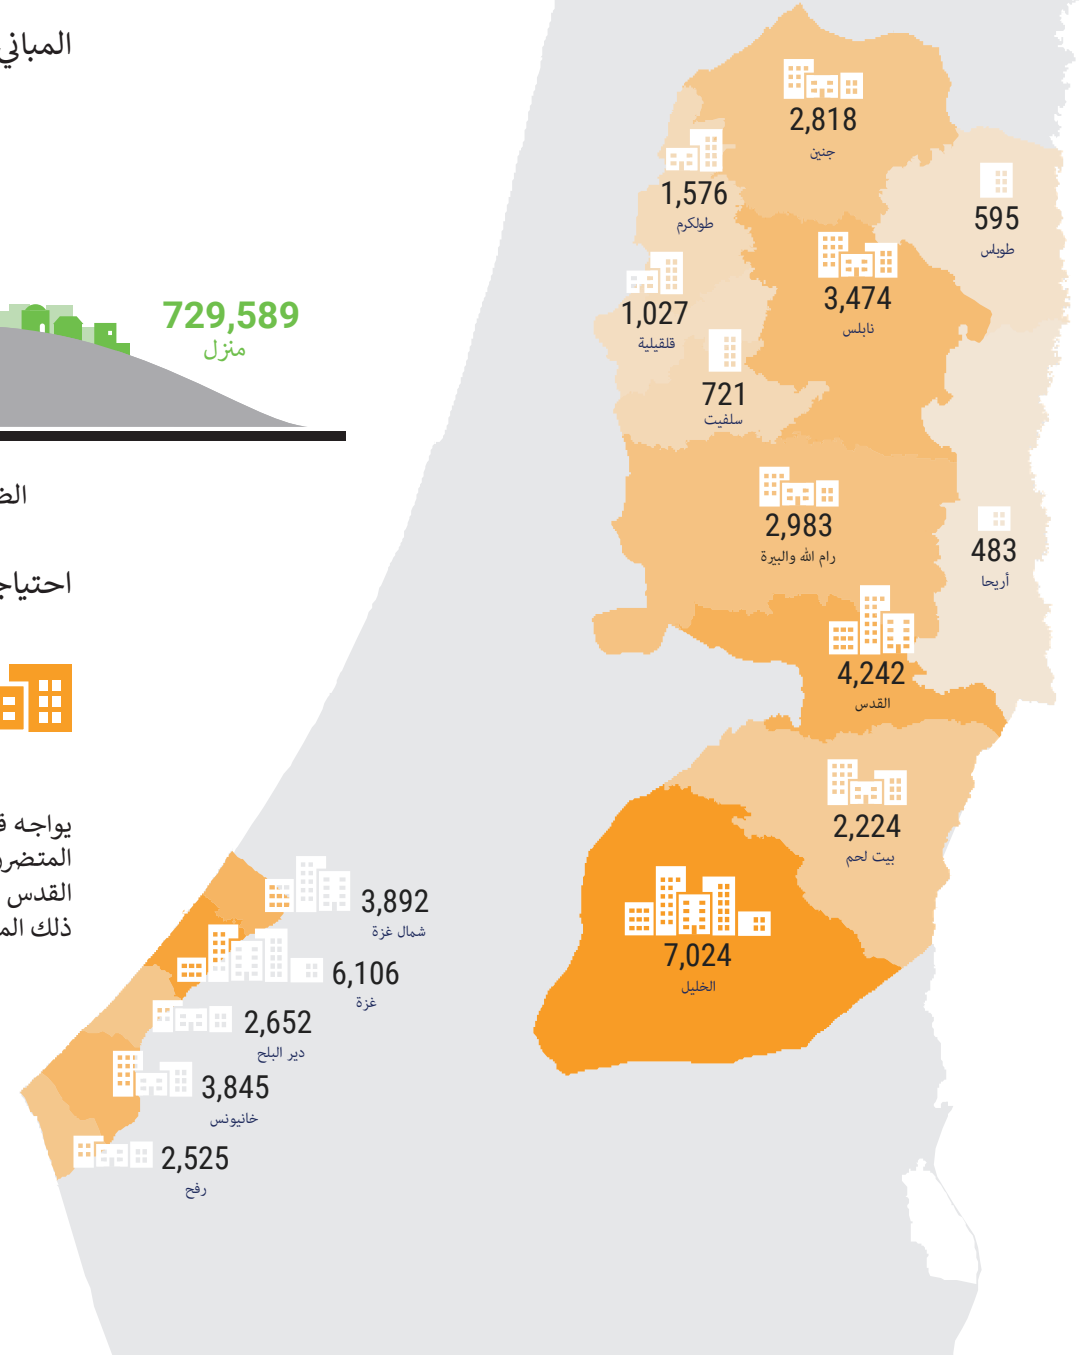 المباني
729,589
منزل
احتياج
يواجه
المتضرر
القدس
ذلك
2,818
جنين
1,576
طولكرم
595
طوباس
3,474
نابلس
1,027
قلقيلية
721
سلفيت
2,983
رام الله والبيرة
483
أريحا
4,242
القدس
2,224
بيت لحم
7,024
الخليل
3,892
شمال غزة
6,106
غزة
2,652
دير البلح
3,845
خانيونس
2,525
رفح